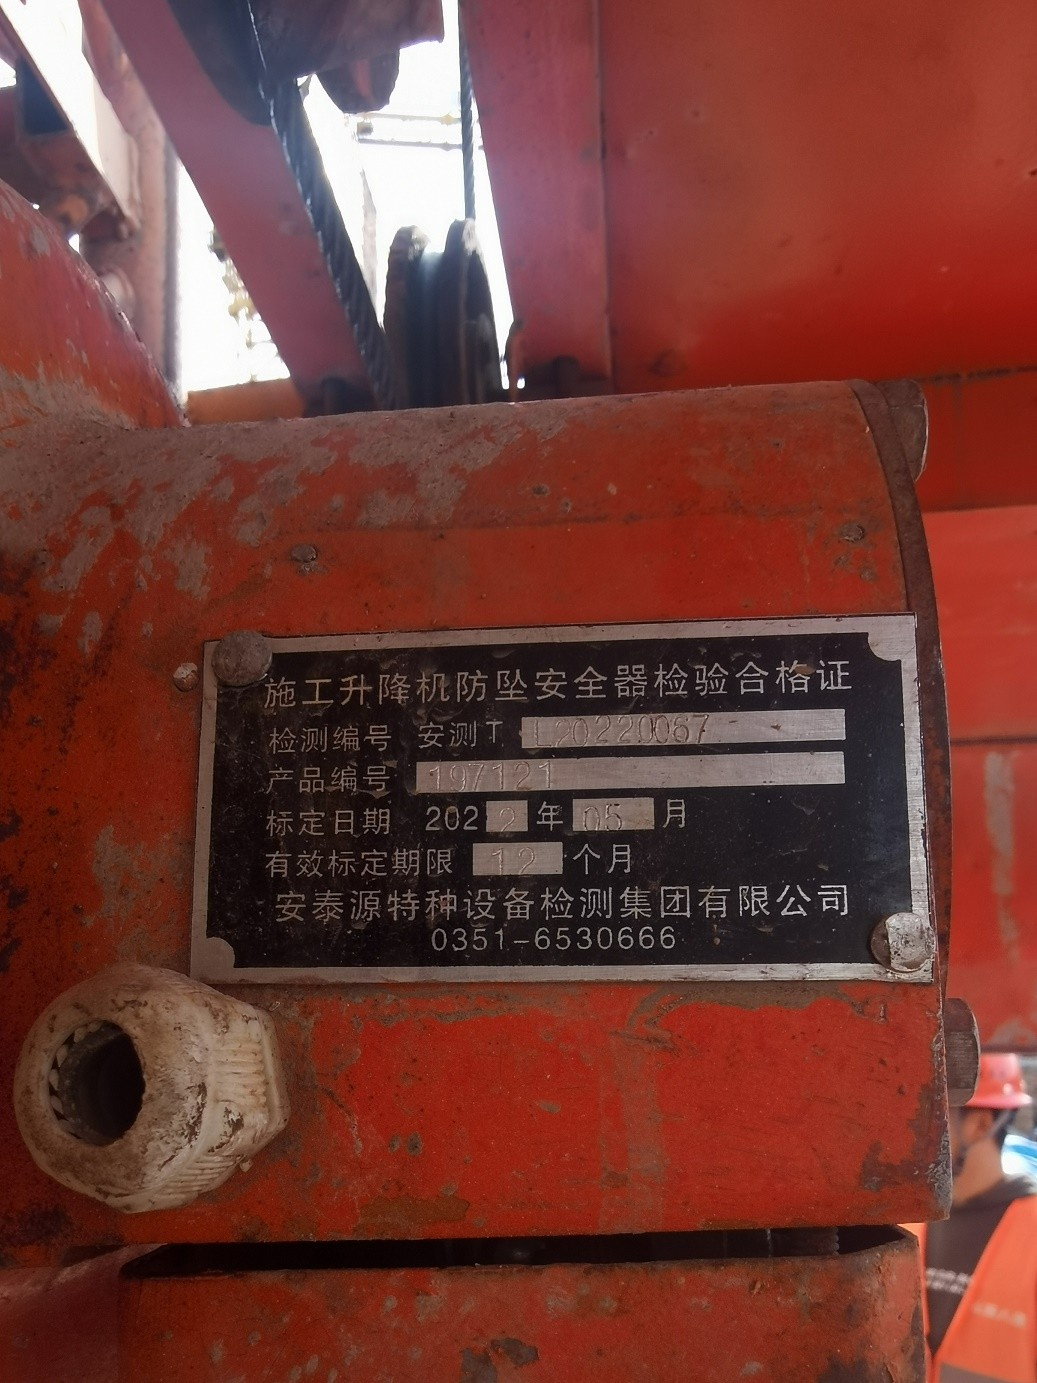 施工升降机防坠安全器检验合格证
检测编号 安测T L20220067
产品编号 197121
标定日期 2022年05月
有效标定期限 12个月
安泰源特种设备检测集团有限公司
0351-6530666